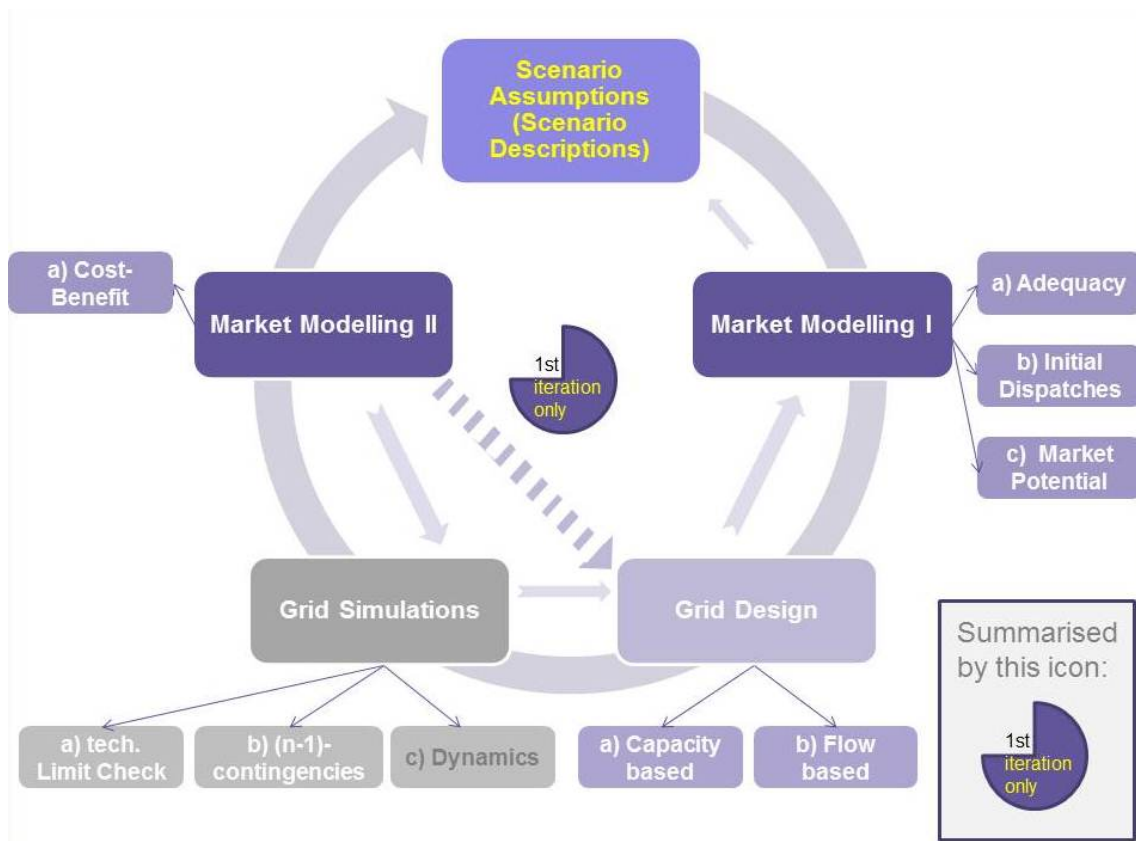 Scenario
Assumptions
(Scenario
Descriptions)
a) Cost-
Benefit
Market Modelling II
Market Modelling I
a) Adequacy
b) Initial
Dispatches
c) Market
Potential
1st
iteration
only
Grid Simulations
Grid Design
a) tech.
Limit Check
b) (n-1)-
contingencies
c) Dynamics
a) Capacity
based
b) Flow
based
Summarised
by this icon:
1st
iteration
only